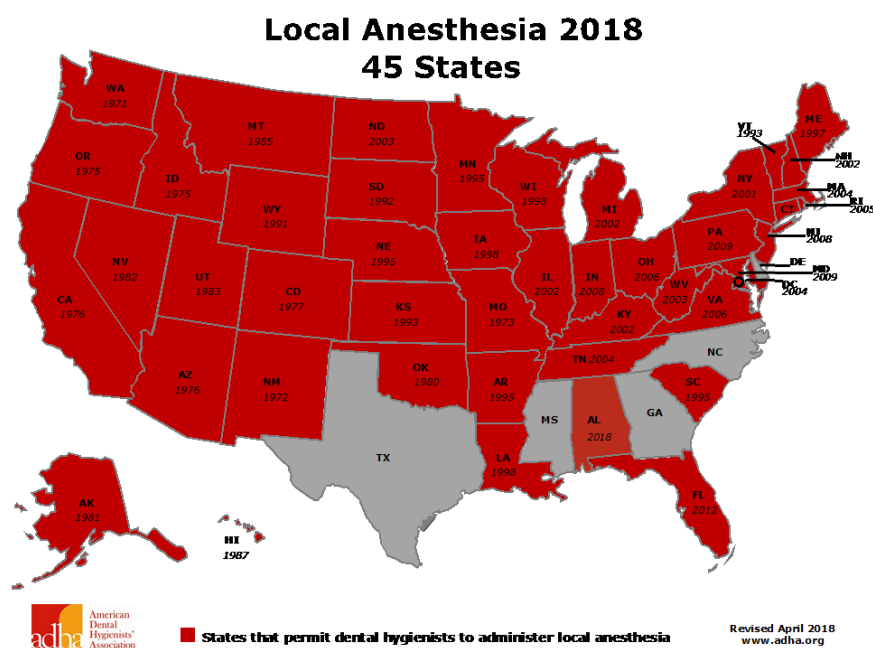 Local Anesthesia 2018
45 States
WA
1971
MT
1985
ND
2003
MN
1995
OR
1975
ID
1975
WY
1991
SD
1992
WI
1998
MI
2002
NY
2001
VT
1993
ME
1997
NH
2002
MA
2004
RI
2005
CT
PA
2009
NJ
2008
DE
MD
2009
DC
2004
NV
1982
UT
1983
CO
1977
NE
1995
IA
1998
IL
2002
IN
2008
OH
2006
WV
2003
VA
2006
KY
2002
CA
1976
KS
1993
MO
1973
TN 2004
NC
AZ
1976
NM
1972
OK
1980
AR
1995
SC
1995
MS
AL
2018
GA
TX
LA
1998
FL
2012
AK
1981
HI
1987
adha
American
Dental
Hygienists'
Association
States that permit dental hygienists to administer local anesthesia
Revised April 2018
www.adha.org